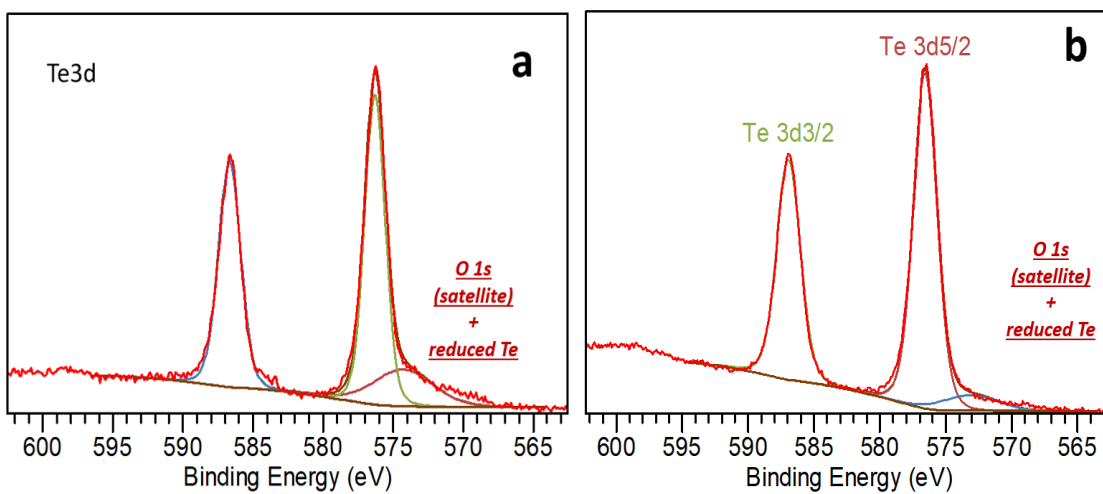 a
Te3d
O 1s
(satellite)
+
reduced Te
600 595 590 585 580 575 570 565
Binding Energy (eV)
b
Te 3d5/2
Te 3d3/2
O 1s
(satellite)
+
reduced Te
600 595 590 585 580 575 570 565
Binding Energy (eV)